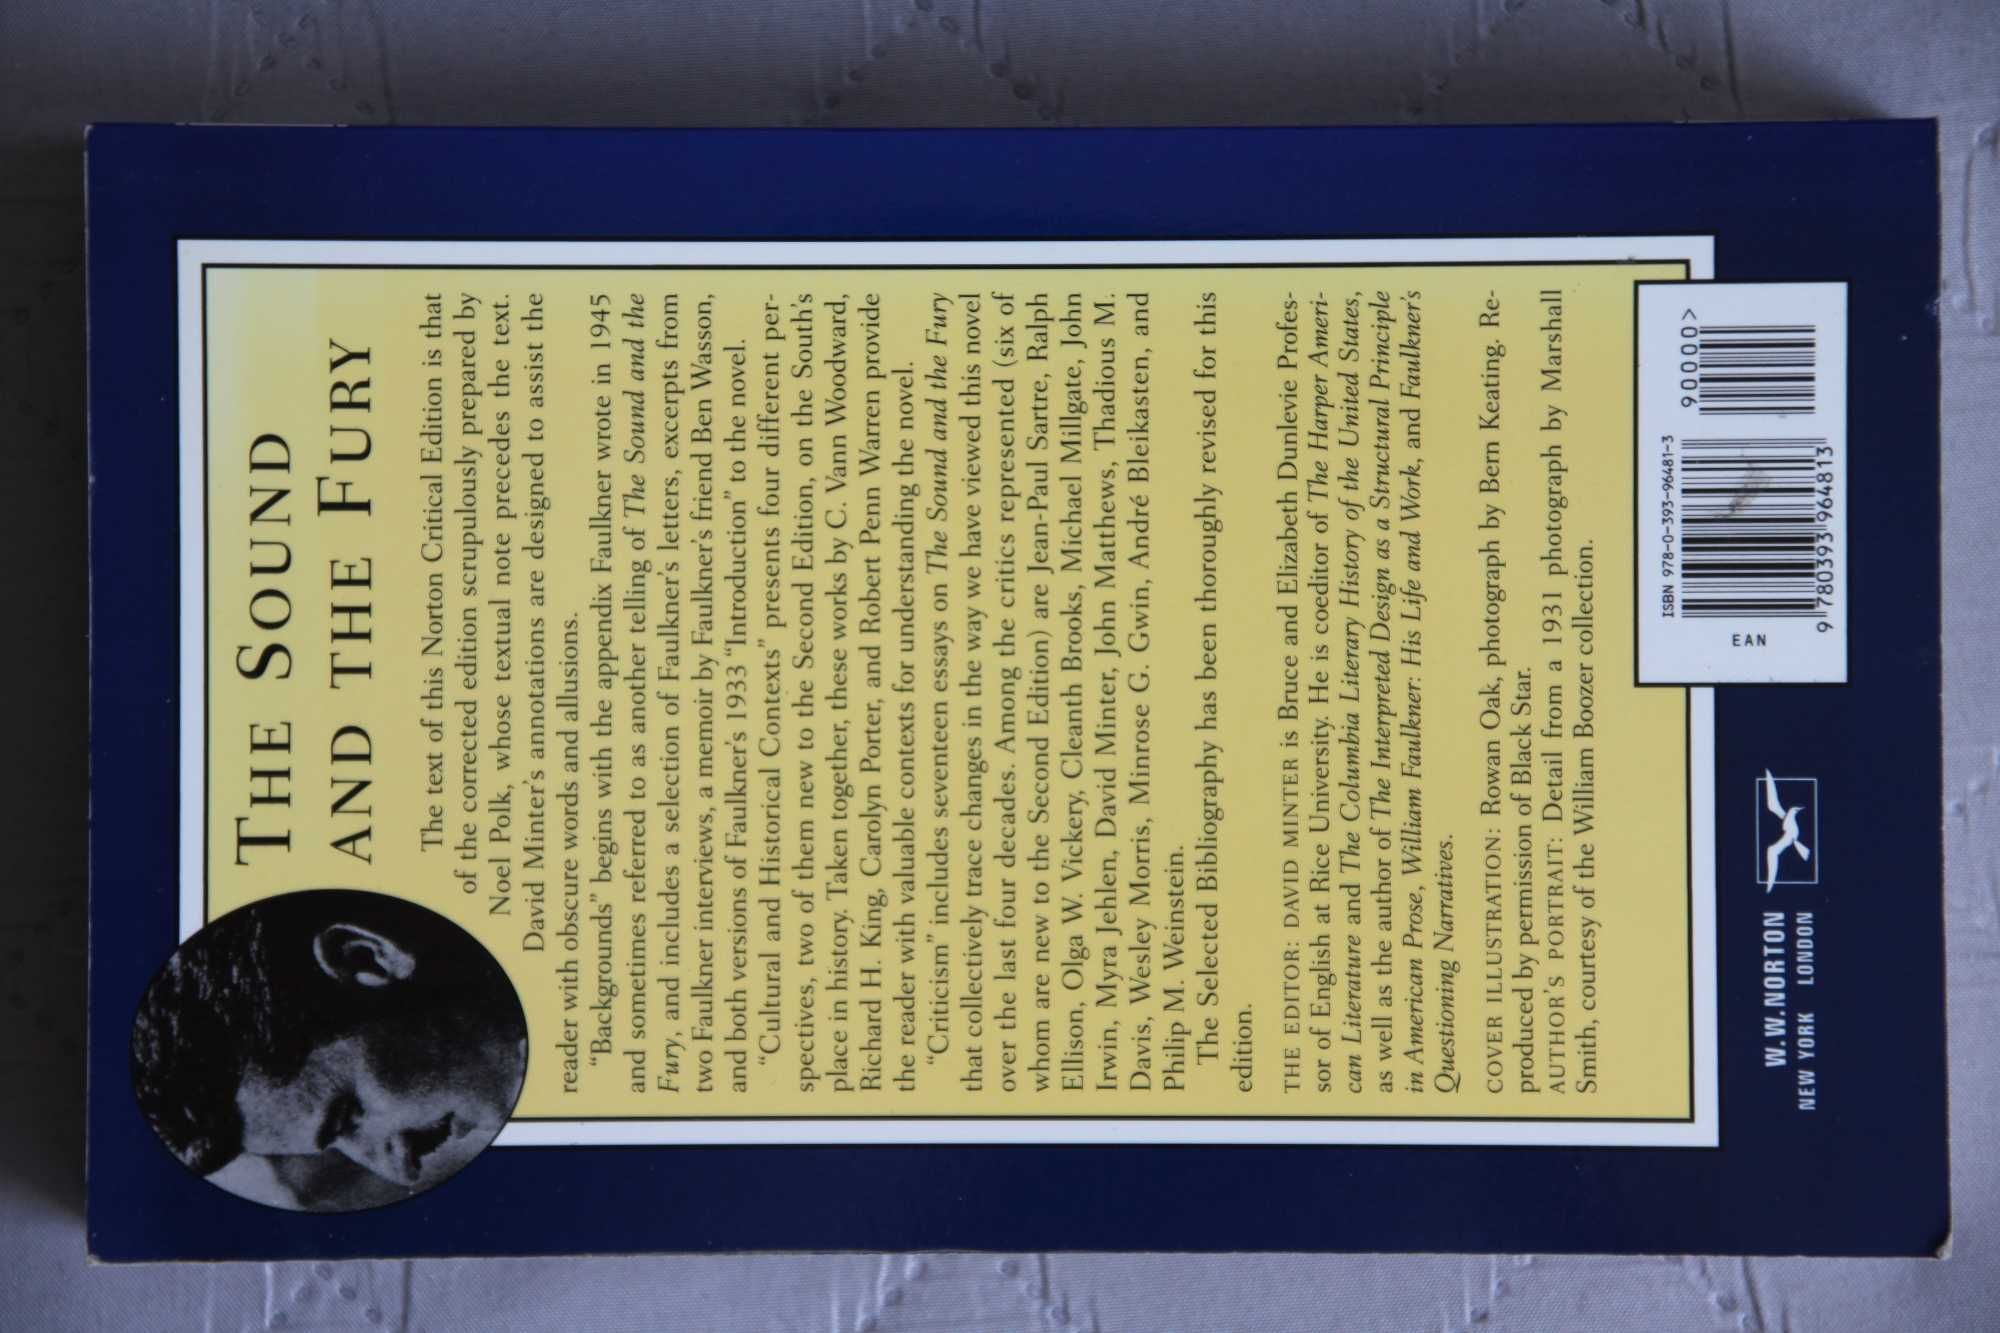 THE SOUND
AND THE FURY
The text of this Norton Critical Edition is that
of the corrected edition scrupulously prepared by
Noel Polk, whose textual note precedes the text.
David Minter's annotations are designed to assist the
reader with obscure words and allusions.
“Backgrounds” begins with the appendix Faulkner wrote in 1945
and sometimes referred to as another telling of The Sound and the
Fury, and includes a selection of Faulkner's letters, excerpts from
two Faulkner interviews, a memoir by Faulkner's friend Ben Wasson,
and both versions of Faulkner's 1933 “Introduction” to the novel.
“Cultural and Historical Contexts” presents four different per-
spectives, two of them new to the Second Edition, on the South's
place in history. Taken together, these works by C. Vann Woodward,
Richard H. King, Carolyn Porter, and Robert Penn Warren provide
the reader with valuable contexts for understanding the novel.
“Criticism” includes seventeen essays on The Sound and the Fury
that collectively trace changes in the way we have viewed this novel
over the last four decades. Among the critics represented (six of
whom are new to the Second Edition) are Jean-Paul Sartre, Ralph
Ellison, Olga W. Vickery, Cleanth Brooks, Michael Millgate, John
Irwin, Myra Jehlen, David Minter, John Matthews, Thadious M.
Davis, Wesley Morris, Minrose G. Gwin, André Bleikasten, and
Philip M. Weinstein.
The Selected Bibliography has been thoroughly revised for this
edition.
THE EDITOR: DAVID MINTER is Bruce and Elizabeth Dunlevie Profes-
sor of English at Rice University. He is coeditor of The Harper Ameri-
can Literature and The Columbia Literary History of the United States,
as well as the author of The Interpreted Design as a Structural Principle
in American Prose, William Faulkner: His Life and Work, and Faulkner's
Questioning Narratives.
COVER ILLUSTRATION: Rowan Oak, photograph by Bern Keating. Re-
produced by permission of Black Star.
AUTHOR'S PORTRAIT: Detail from a 1931 photograph by Marshall
Smith, courtesy of the William Boozer collection.
ISBN 978-0-393-96481-3
90000>
EAN
9 780393 964813
W.W.NORTON
NEW YORK LONDON